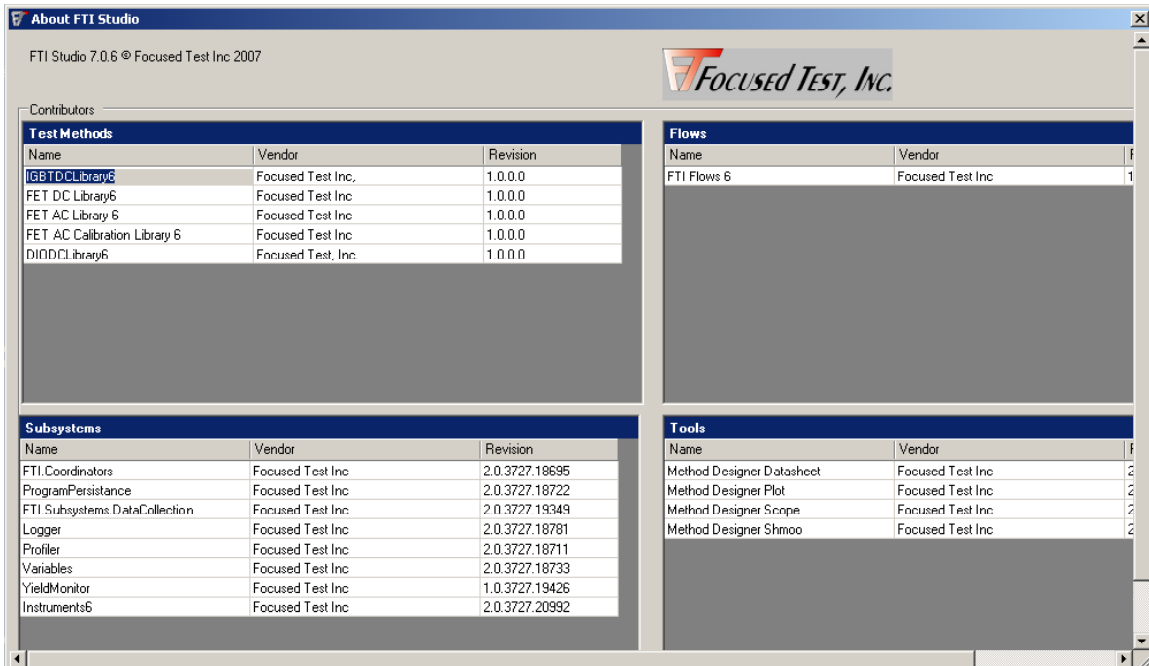 About FTI Studio
FTI Studio 7.0.6 © Focused Test Inc 2007
FOCUSED TEST, INC.
Contributors
Test Methods
Name Vendor Revision
IGBTDCLibrary6 Focused Test Inc, 1.0.0.0
FET DC Library6 Focused Test Inc 1.0.0.0
FET AC Library 6 Focused Test Inc 1.0.0.0
FET AC Calibration Library 6 Focused Test Inc 1.0.0.0
DIODCLibrary6 Focused Test, Inc. 1.0.0.0
Flows
Name Vendor
FTI Flows 6 Focused Test Inc 1
Subsystems
Name Vendor Revision
FTI.Coordinators Focused Test Inc 2.0.3727.18695
ProgramPersistance Focused Test Inc 2.0.3727.18722
FTI.Subsystems.DataCollection Focused Test Inc 2.0.3727.19349
Logger Focused Test Inc 2.0.3727.18781
Profiler Focused Test Inc 2.0.3727.18711
Variables Focused Test Inc 2.0.3727.18733
YieldMonitor Focused Test Inc 1.0.3727.19426
Instruments6 Focused Test Inc 2.0.3727.20992
Tools
Name Vendor
Method Designer Datasheet Focused Test Inc 2
Method Designer Plot Focused Test Inc 2
Method Designer Scope Focused Test Inc 2
Method Designer Shmoo Focused Test Inc 2